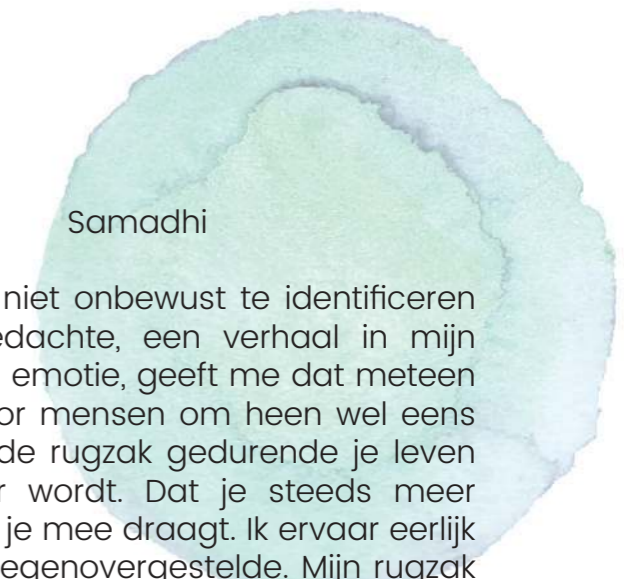 Samadhi
niet onbewust te identificeren
edachte, een verhaal in mijn
emotie, geeft me dat meteen
or mensen om heen wel eens
de rugzak gedurende je leven
r wordt. Dat je steeds meer
je mee draagt. Ik ervaar eerlijk
egenovergestelde. Mijn rugzak